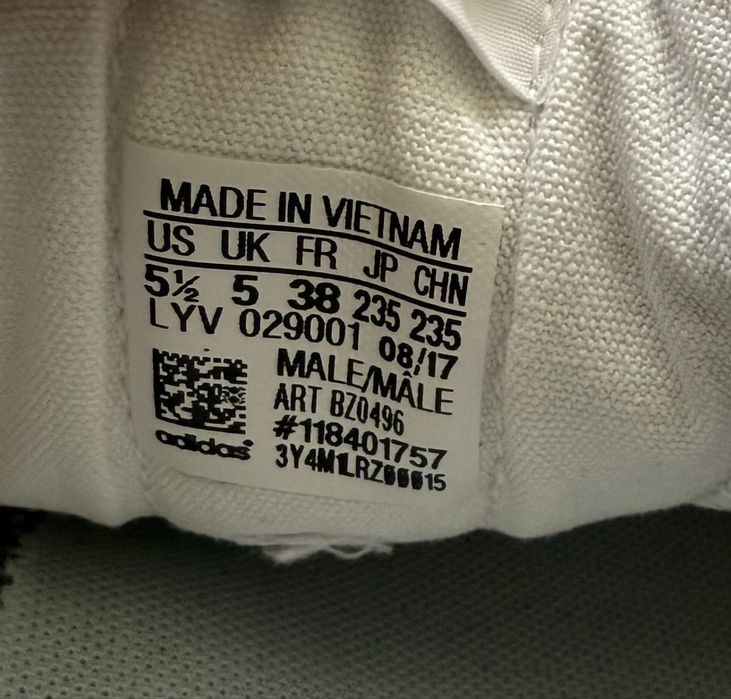 MADE IN VIETNAM
US UK FR JP CHN
5½ 5 38 235 235
LYV 029001 08/17
MALE/MÂLE
ART BZ0496
#118401757
adidas